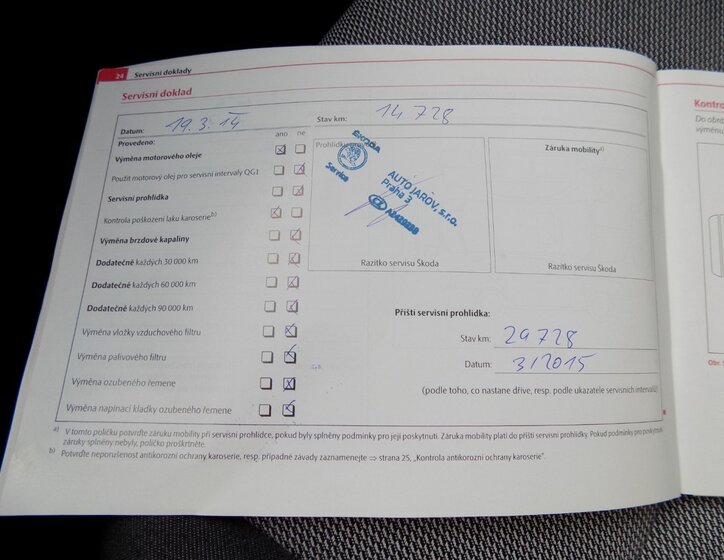 24 Servisní doklady
Servisní doklad
Datum: 19.3.14
Stav km: 14 728
Provedeno: ano ne
Výměna motorového oleje
Použit motorový olej pro servisní intervaly QG1
Servisní prohlídka
Kontrola poškození laku karoserie b)
Výměna brzdové kapaliny
Dodatečně každých 30 000 km
Dodatečně každých 60 000 km
Dodatečně každých 90 000 km
Výměna vložky vzduchového filtru
Výměna palivového filtru
Výměna ozubeného řemene
Výměna napínací kladky ozubeného řemene
ŠKODA
Service
AUTO JAROV, s.r.o.
Praha 3
Razítko servisu Škoda
Záruka mobility a)
Razítko servisu Škoda
Příští servisní prohlídka:
Stav km: 29 728
Datum: 3/2015
(podle toho, co nastane dříve, resp. podle ukazatele servisních intervalů)
a) V tomto políčku potvrďte záruku mobility při servisní prohlídce, pokud byly splněny podmínky pro její poskytnutí. Záruka mobility platí do příští servisní prohlídky. Pokud podmínky pro poskytnutí
záruky splněny nebyly, políčko proškrtněte.
b) Potvrďte neporušenost antikorozní ochrany karoserie, resp. případné závady zaznamenejte ⇒ strana 25, „Kontrola antikorozní ochrany karoserie“.